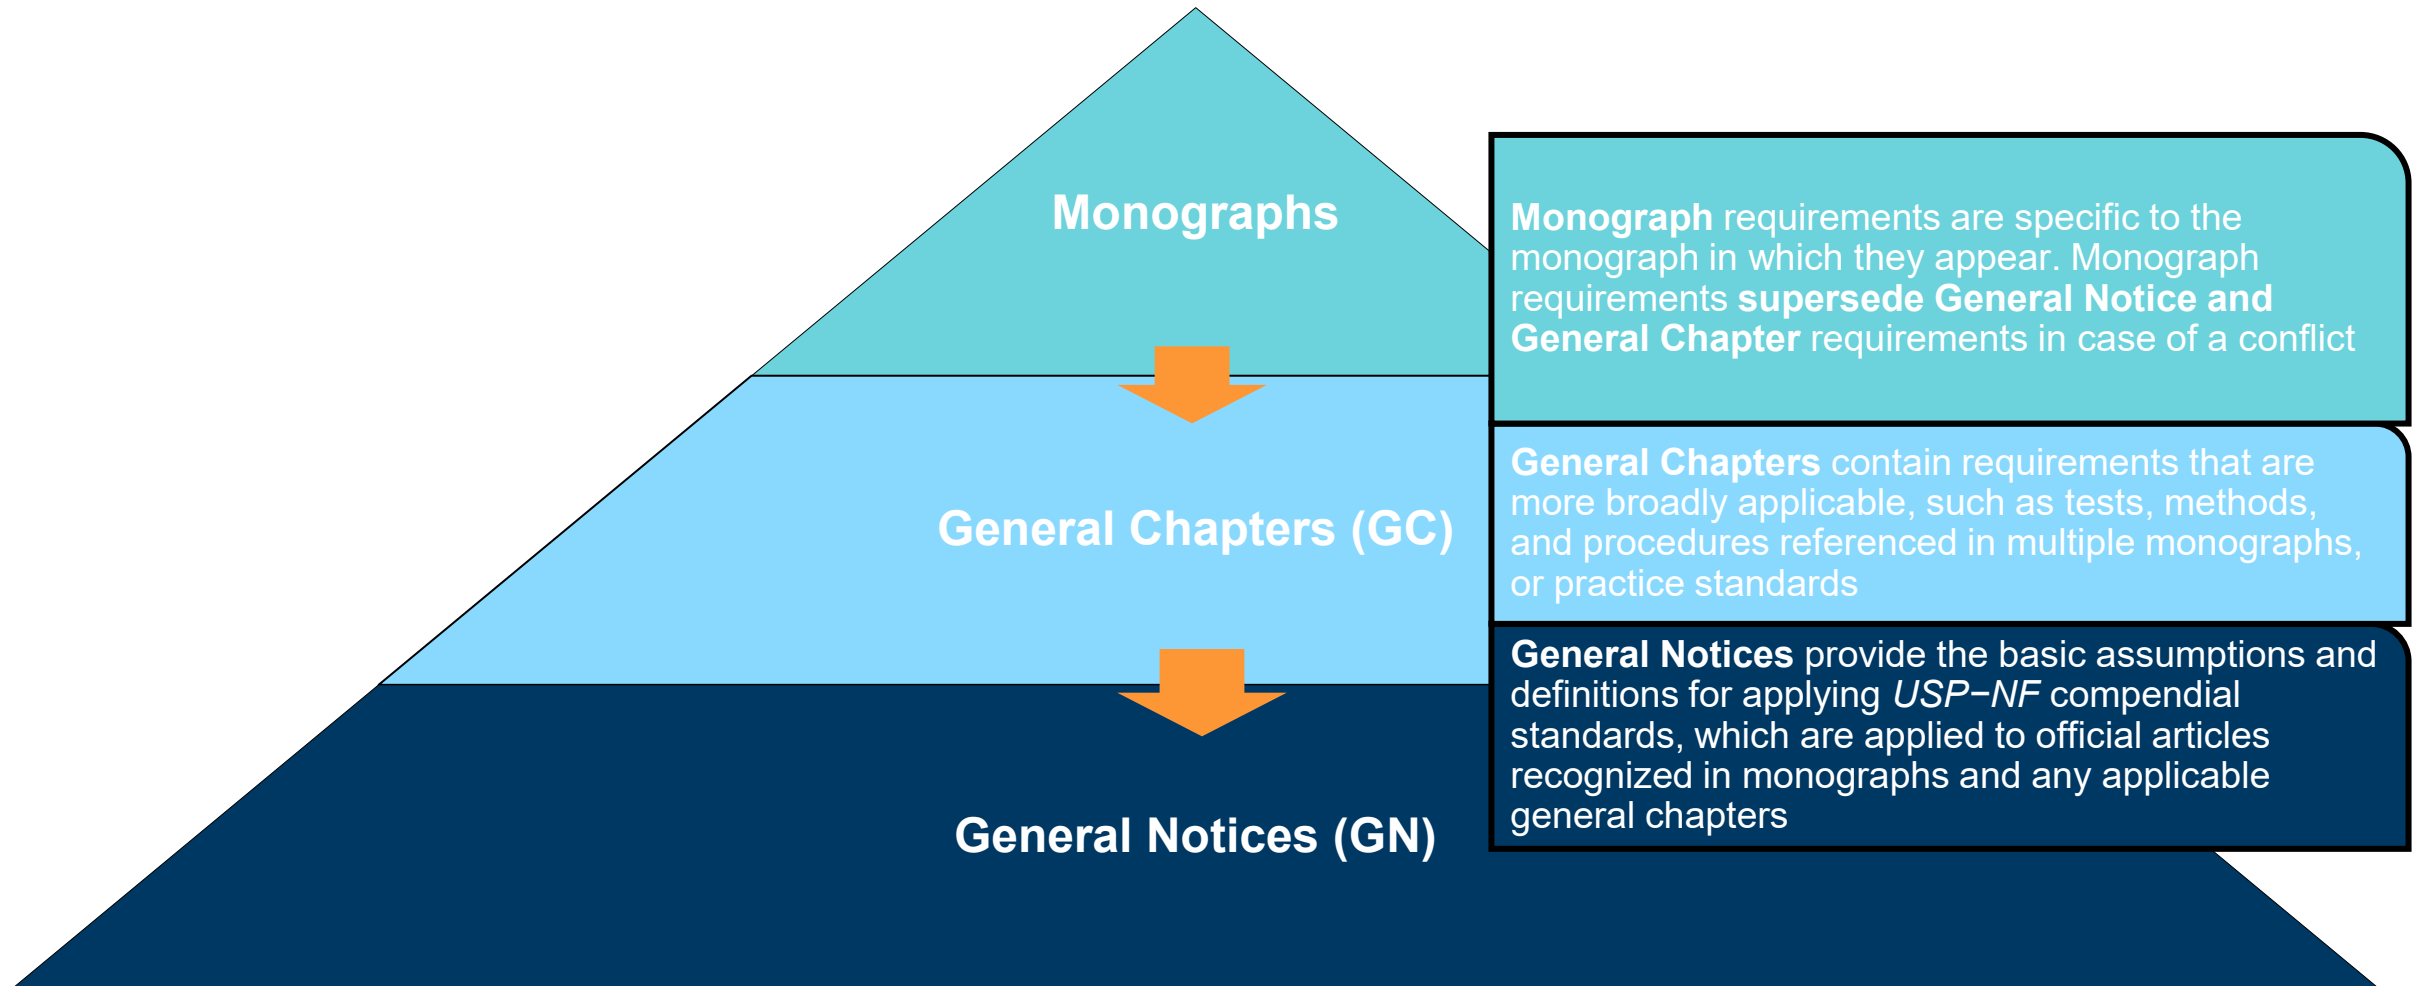 Monographs
Monograph requirements are specific to the
monograph in which they appear. Monograph
requirements supersede General Notice and
General Chapter requirements in case of a conflict
General Chapters (GC)
General Chapters contain requirements that are
more broadly applicable, such as tests, methods,
and procedures referenced in multiple monographs,
or practice standards
General Notices (GN)
General Notices provide the basic assumptions and
definitions for applying USP−NF compendial
standards, which are applied to official articles
recognized in monographs and any applicable
general chapters